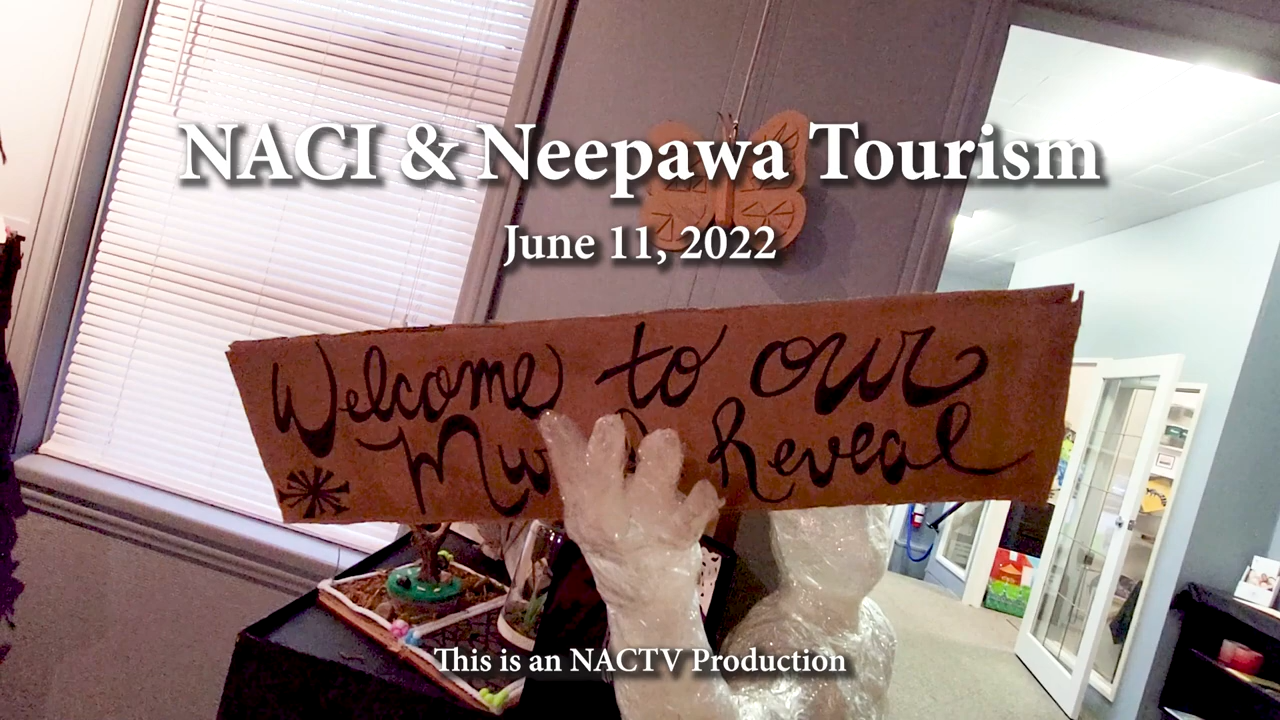 NACI & Neepawa Tourism
June 11, 2022
Welcome to our
Reveal
This is an NACTV Production